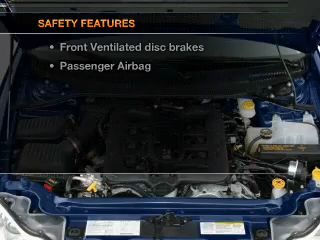 SAFETY FEATURES
• Front Ventilated disc brakes
• Passenger Airbag